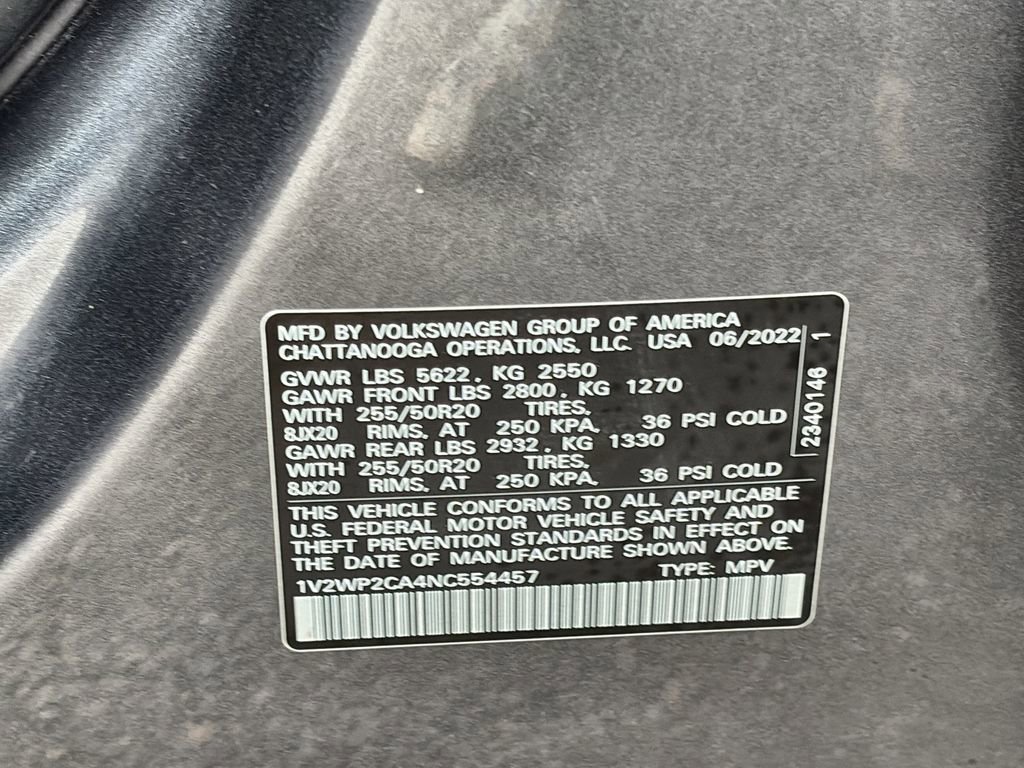 MFD BY VOLKSWAGEN GROUP OF AMERICA
CHATTANOOGA OPERATIONS, LLC. USA 06/2022
GVWR LBS 5622, KG 2550
GAWR FRONT LBS 2800, KG 1270
WITH 255/50R20 TIRES,
8JX20 RIMS, AT 250 KPA, 36 PSI COLD
GAWR REAR LBS 2932, KG 1330
WITH 255/50R20 TIRES,
8JX20 RIMS, AT 250 KPA, 36 PSI COLD
2340146 1
THIS VEHICLE CONFORMS TO ALL APPLICABLE
U.S. FEDERAL MOTOR VEHICLE SAFETY AND
THEFT PREVENTION STANDARDS IN EFFECT ON
THE DATE OF MANUFACTURE SHOWN ABOVE.
1V2WP2CA4NC554457 TYPE: MPV